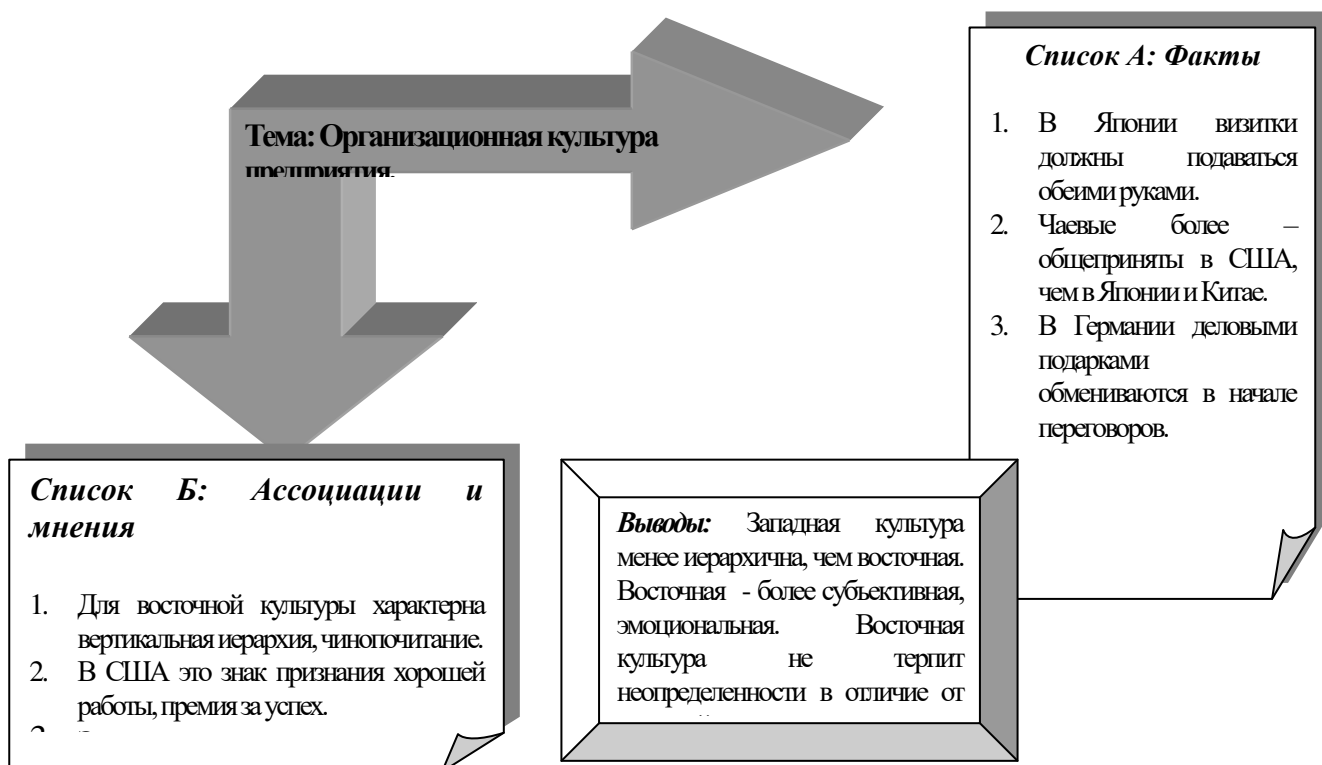 Тема: Организационная культура
предприятия.
Список А: Факты
1. В Японии визитки
должны подаваться
обеими руками.
2. Чаевые более –
общеприняты в США,
чем в Японии и Китае.
3. В Германии деловыми
подарками
обмениваются в начале
переговоров.
Список Б: Ассоциации и
мнения
1. Для восточной культуры характерна
вертикальная иерархия, чинопочитание.
2. В США это знак признания хорошей
работы, премия за успех.
Выводы: Западная культура
менее иерархична, чем восточная.
Восточная - более субъективная,
эмоциональная. Восточная
культура не терпит
неопределенности в отличие от